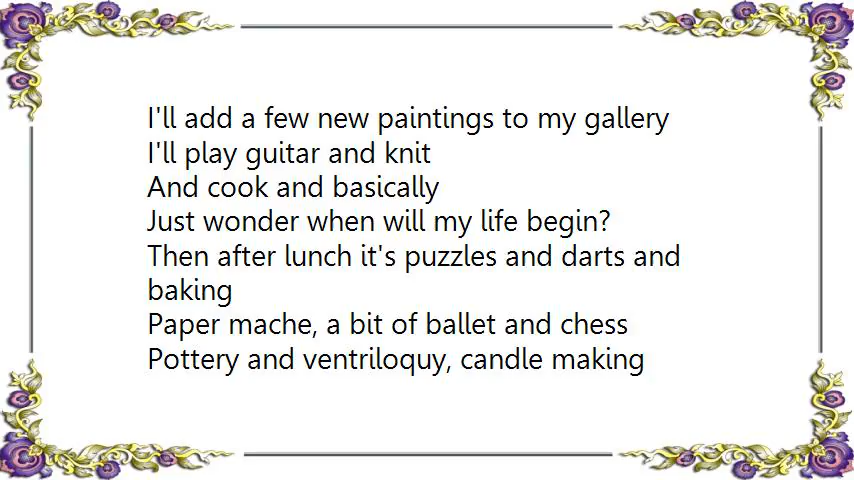 I'll add a few new paintings to my gallery
I'll play guitar and knit
And cook and basically
Just wonder when will my life begin?
Then after lunch it's puzzles and darts and
baking
Paper mache, a bit of ballet and chess
Pottery and ventriloquy, candle making